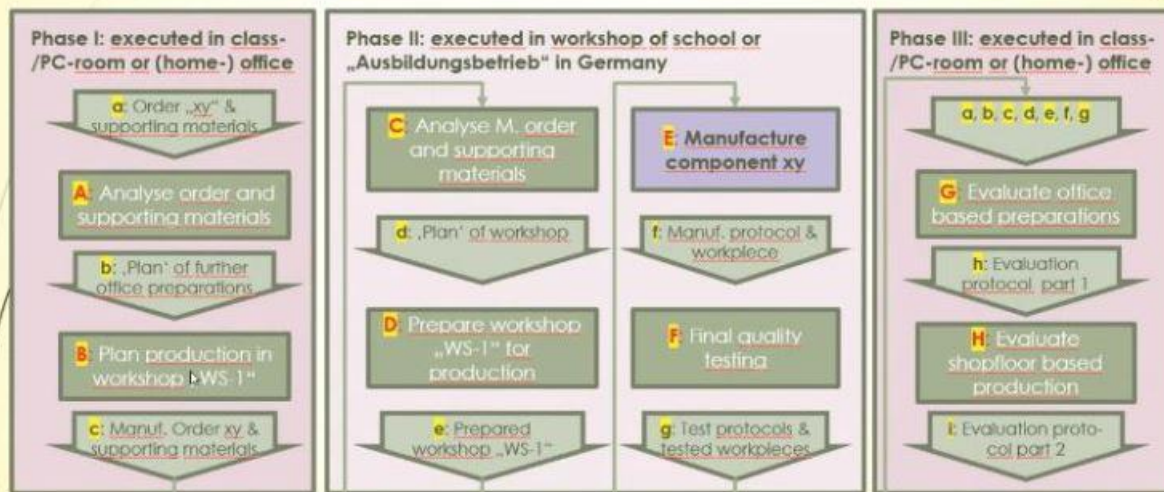 Phase I: executed in class-
/PC-room or (home-) office
a: Order „xy" &
supporting materials
A: Analyse order and
supporting materials
b: ‚Plan' of further
office preparations
B: Plan production in
workshop „WS-1"
c: Manuf. Order xy &
supporting materials
Phase II: executed in workshop of school or
„Ausbildungsbetrieb" in Germany
C: Analyse M. order
and supporting
materials
d: ‚Plan' of workshop
D: Prepare workshop
„WS-1" for
production
e: Prepared
workshop „WS-1"
E: Manufacture
component xy
f: Manuf. protocol &
workpiece
F: Final quality
testing
g: Test protocols &
tested workpieces
Phase III: executed in class-
/PC-room or (home-) office
a, b, c, d, e, f, g
G: Evaluate office
based preparations
h: Evaluation
protocol part 1
H: Evaluate
shopfloor based
production
i: Evaluation proto-
col part 2